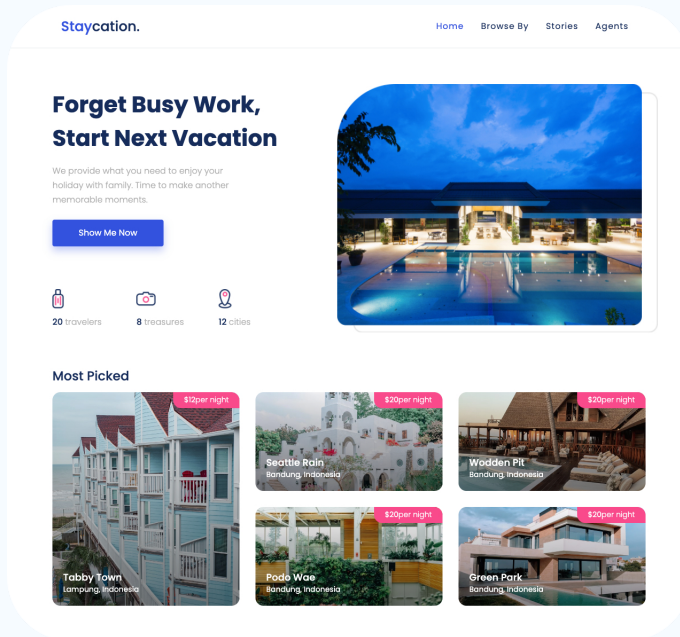 Staycation.
Home Browse By Stories Agents
Forget Busy Work,
Start Next Vacation
We provide what you need to enjoy your
holiday with family. Time to make another
memorable moments.
Show Me Now
20 travelers 8 treasures 12 cities
Most Picked
$12per night
Tabby Town
Lampung, Indonesia
$20per night
Seattle Rain
Bandung, Indonesia
$20per night
Wodden Pit
Bandung, Indonesia
$20per night
Podo Wae
Bandung, Indonesia
$20per night
Green Park
Bandung, Indonesia